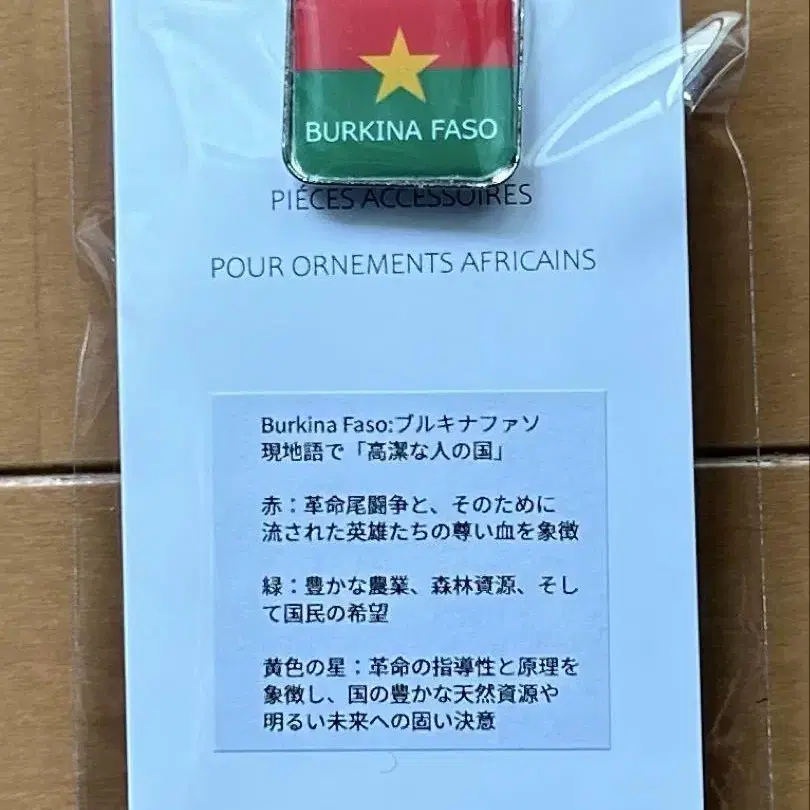 BURKINA FASO
PIÉCES ACCESSOIRES
POUR ORNEMENTS AFRICAINS
Burkina Faso:ブルキナファソ
現地語で「高潔な人の国」
赤：革命尾闘争と、そのために
流された英雄たちの尊い血を象徴
緑：豊かな農業、森林資源、そし
て国民の希望
黄色の星：革命の指導性と原理を
象徴し、国の豊かな天然資源や
明るい未来への固い決意